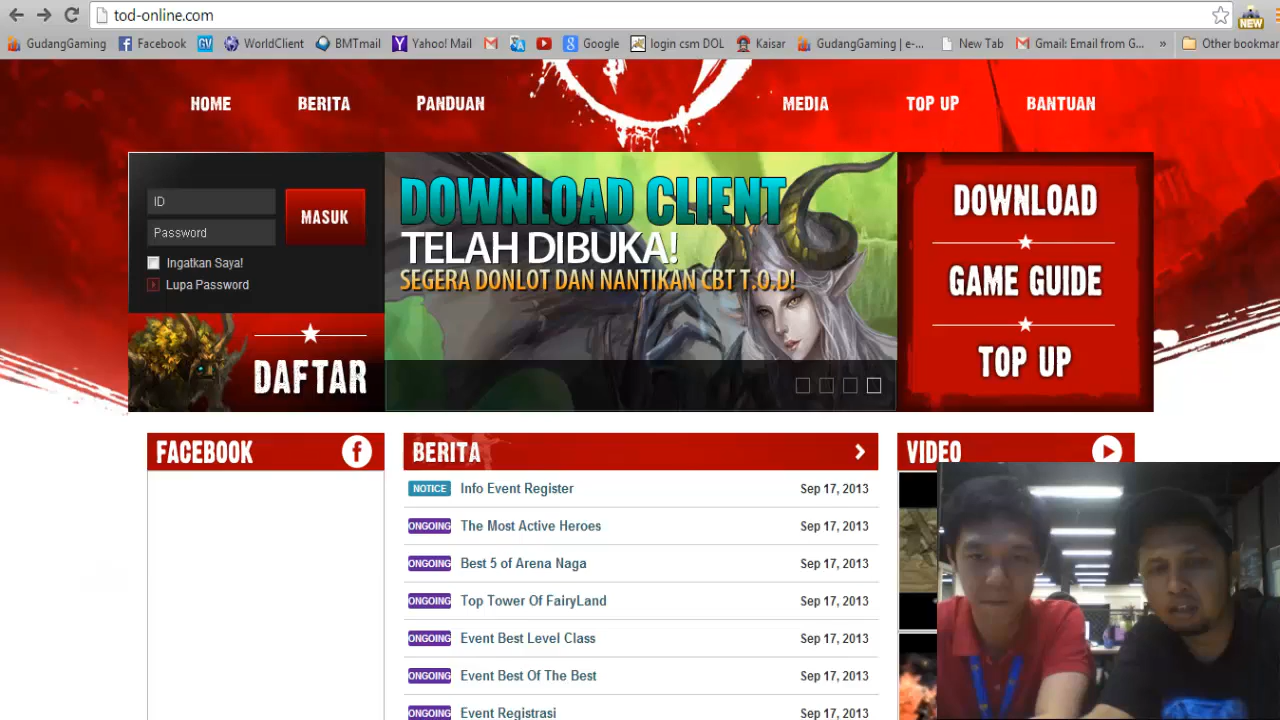 tod-online.com
NEW
GudangGaming
Facebook
WorldClient
BMTmail
Yahoo! Mail
Google
login csm DOL
Kaisar
GudangGaming | e-...
New Tab
Gmail: Email from G...
»
Other bookmar
HOME
BERITA
PANDUAN
MEDIA
TOP UP
BANTUAN
ID
Password
MASUK
Ingatkan Saya!
Lupa Password
DAFTAR
DOWNLOAD CLIENT
TELAH DIBUKA!
SEGERA DONLOT DAN NANTIKAN CBT T.O.D!
DOWNLOAD
GAME GUIDE
TOP UP
FACEBOOK
BERITA
VIDEO
NOTICE Info Event Register Sep 17, 2013
ONGOING The Most Active Heroes Sep 17, 2013
ONGOING Best 5 of Arena Naga Sep 17, 2013
ONGOING Top Tower Of FairyLand Sep 17, 2013
ONGOING Event Best Level Class Sep 17, 2013
ONGOING Event Best Of The Best Sep 17, 2013
ONGOING Event Registrasi Sep 17, 2013